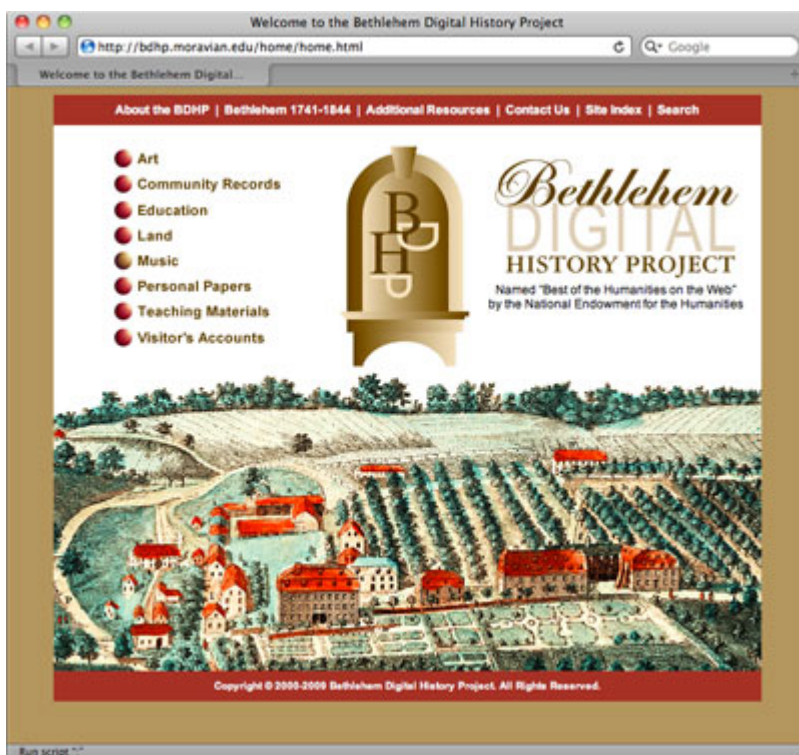 Welcome to the Bethlehem Digital History Project
http://bdhp.moravian.edu/home/home.html
Google
Welcome to the Bethlehem Digital...
About the BDHP | Bethlehem 1741-1844 | Additional Resources | Contact Us | Site Index | Search
Art
Community Records
Education
Land
Music
Personal Papers
Teaching Materials
Visitor's Accounts
BDHP
Bethlehem
DIGITAL
HISTORY PROJECT
Named "Best of the Humanities on the Web"
by the National Endowment for the Humanities
Copyright © 2000-2009 Bethlehem Digital History Project. All Rights Reserved.
Run script ";"